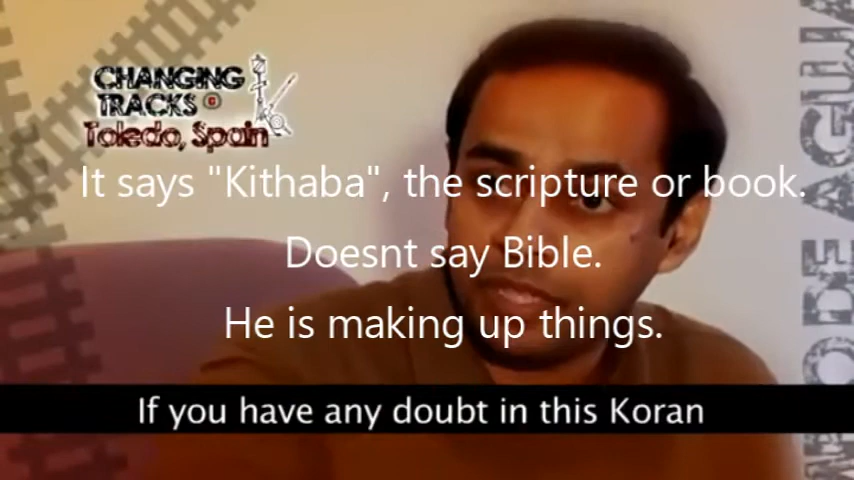 CHANGING
TRACKS
Toledo, Spain
It says "Kithaba", the scripture or book.
Doesnt say Bible.
He is making up things.
If you have any doubt in this Koran